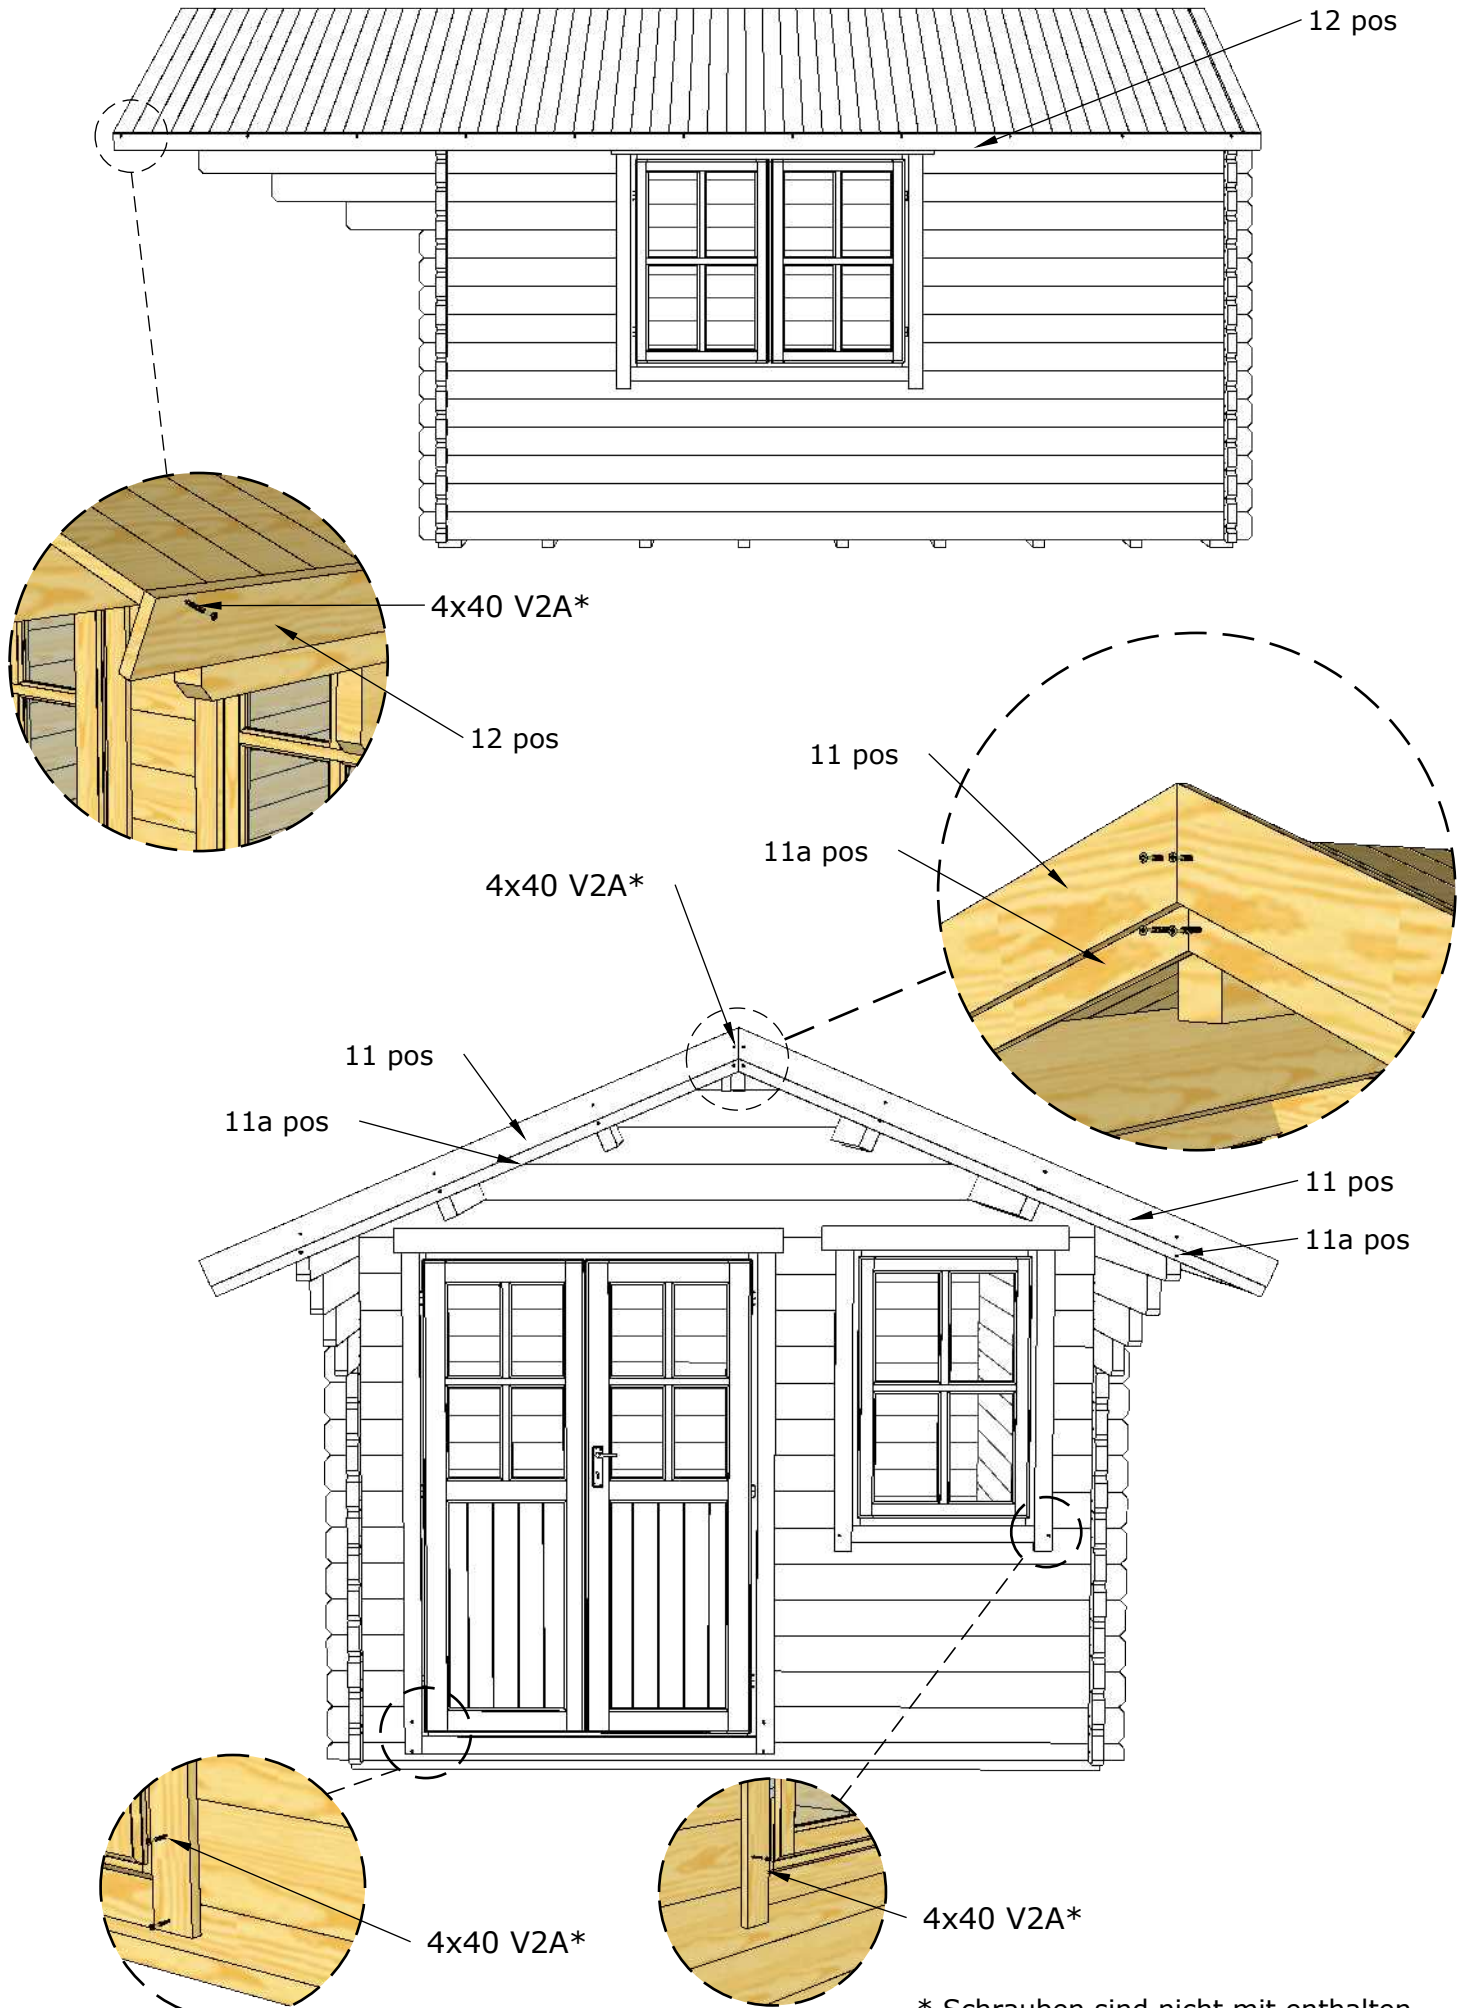 12 pos
4x40 V2A*
12 pos
11 pos
11a pos
4x40 V2A*
11 pos
11a pos
11 pos
11a pos
4x40 V2A*
4x40 V2A*
* Schrauben sind nicht mit enthalten